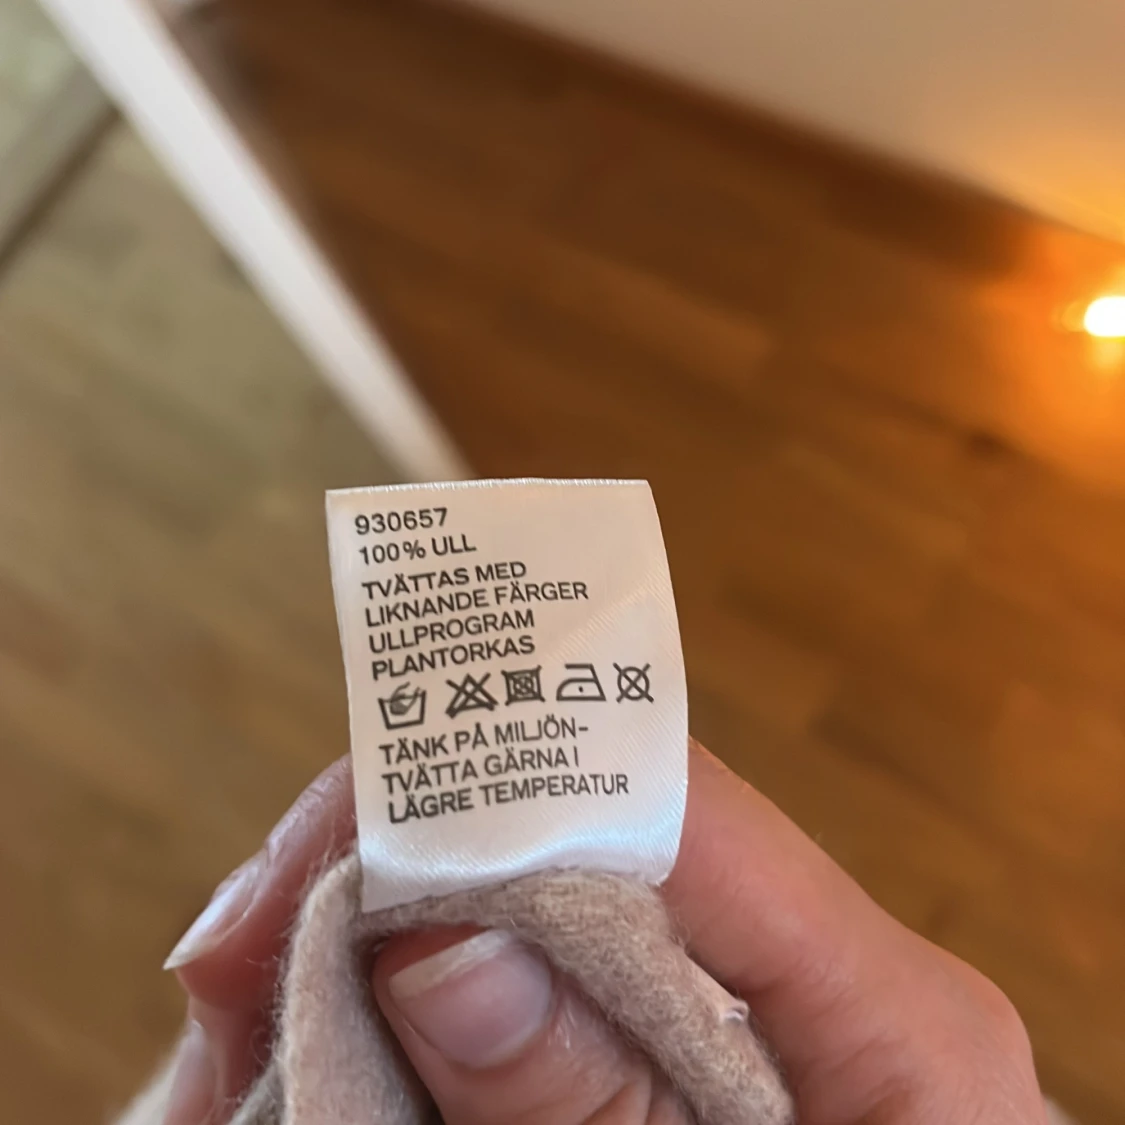 930657
100% ULL
TVÄTTAS MED
LIKNANDE FÄRGER
ULLPROGRAM
PLANTORKAS
TÄNK PÅ MILJÖN-
TVÄTTA GÄRNA I
LÄGRE TEMPERATUR